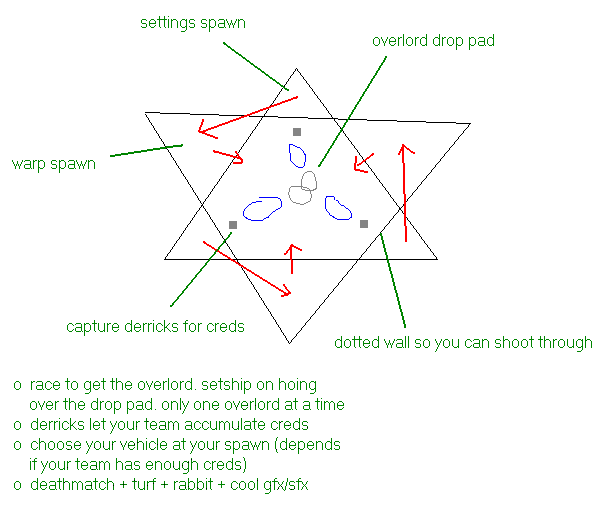 settings spawn
overlord drop pad
warp spawn
capture derricks for creds
dotted wall so you can shoot through
o race to get the overlord. setship on hoing
over the drop pad. only one overlord at a time
o derricks let your team accumulate creds
o choose your vehicle at your spawn (depends
if your team has enough creds)
o deathmatch + turf + rabbit + cool gfx/sfx